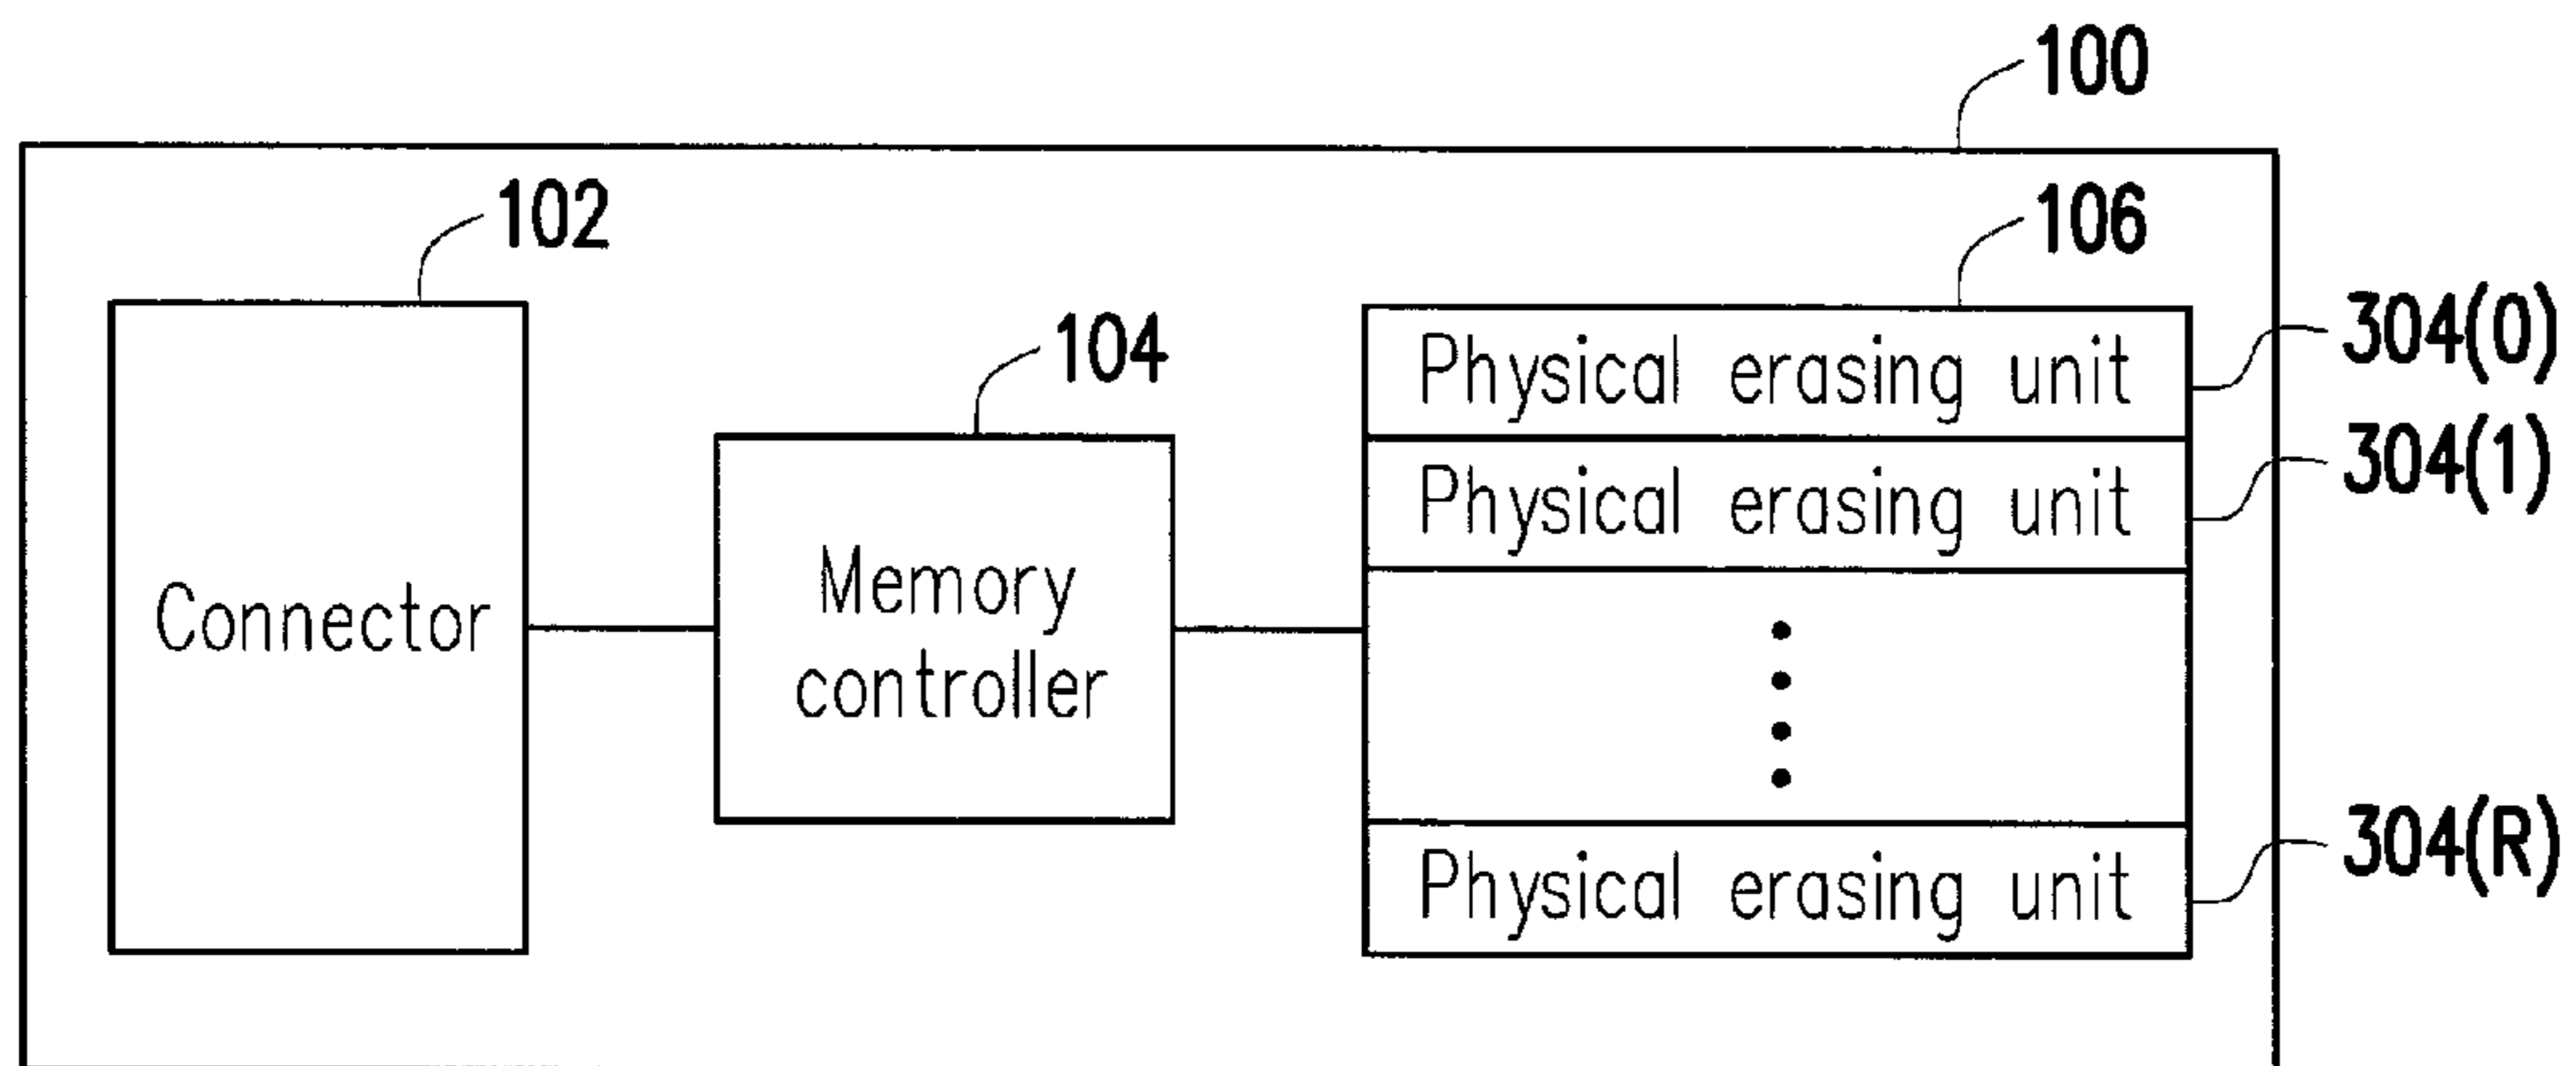 100
102
106
104
304(0)
Physical erasing unit
304(1)
Physical erasing unit
Connector
Memory
controller
304(R)
Physical erasing unit